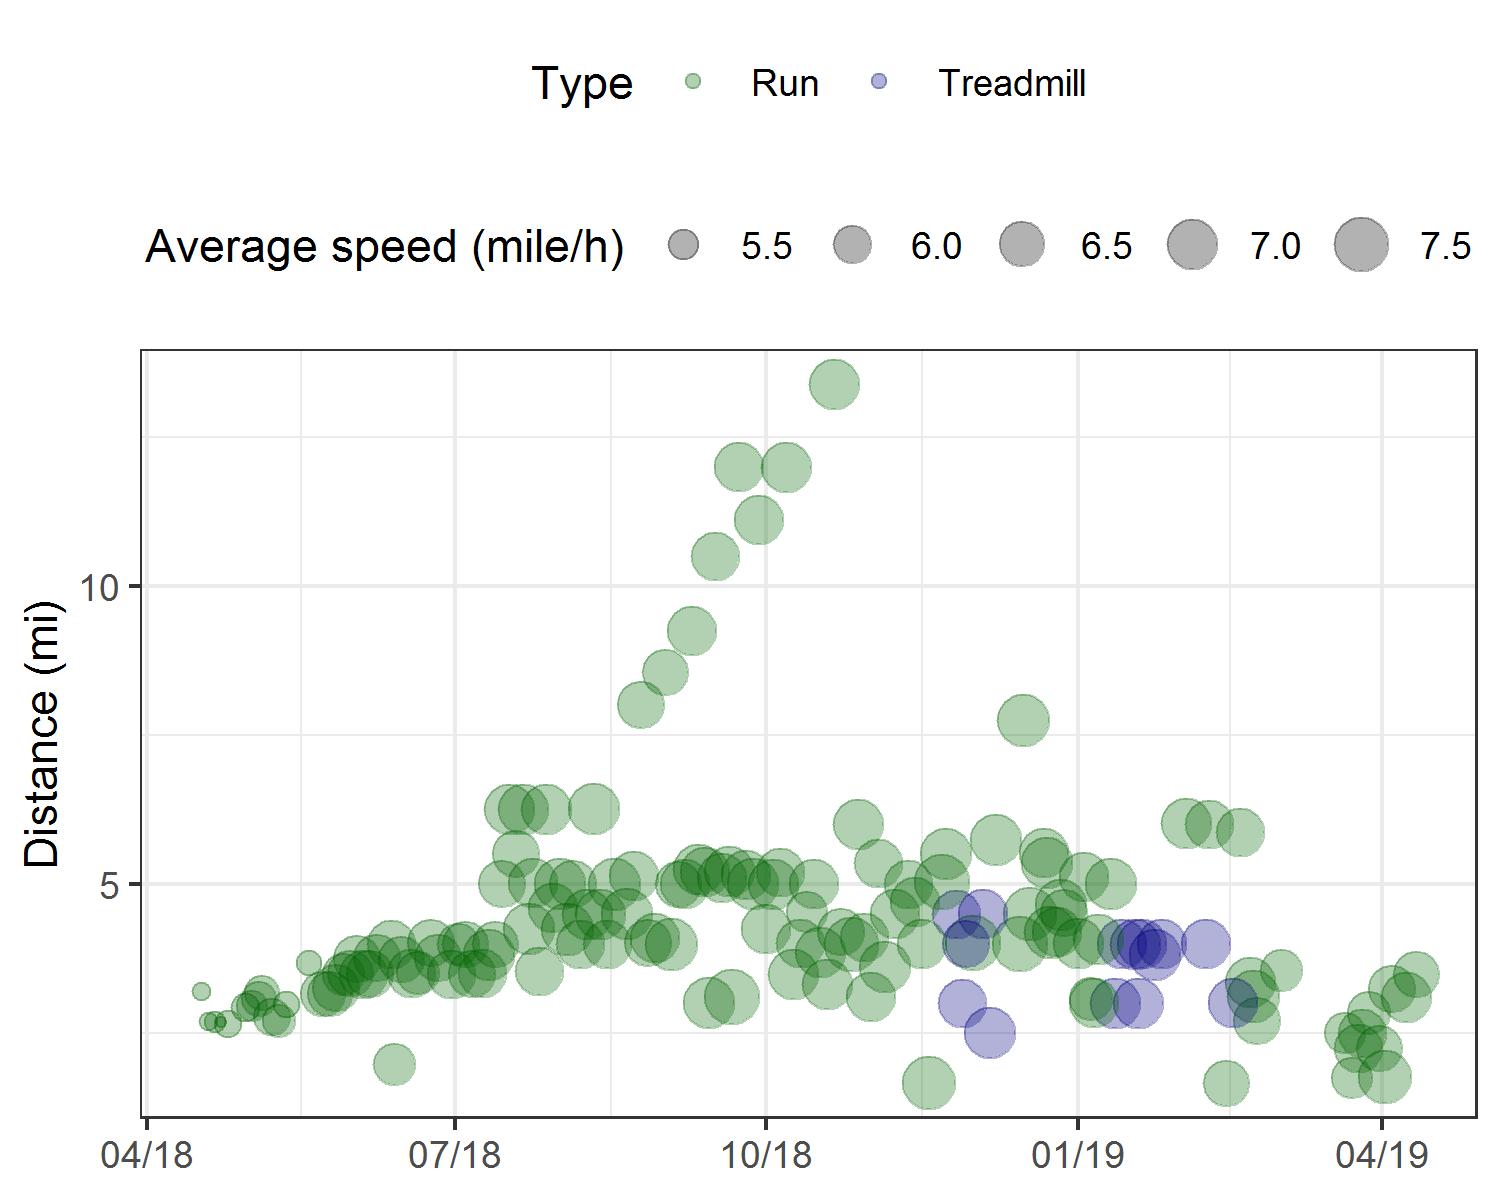 Type Run Treadmill
Average speed (mile/h) 5.5 6.0 6.5 7.0 7.5
Distance (mi)
10
5
04/18 07/18 10/18 01/19 04/19